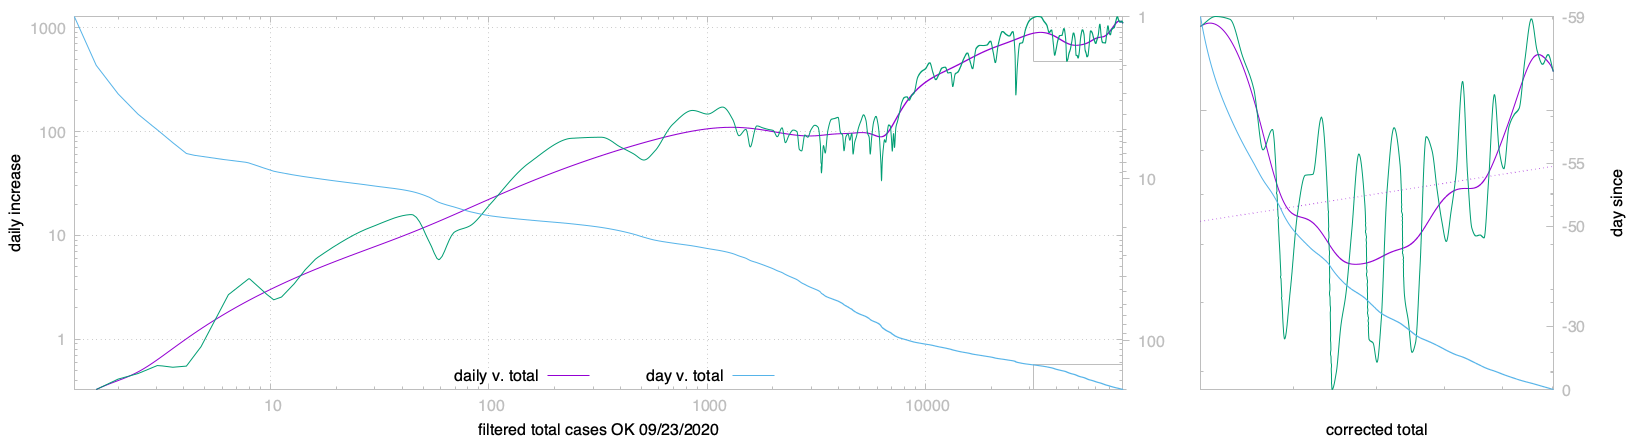 1000
100
10
1
daily increase
10
100
1000
10000
filtered total cases OK 09/23/2020
daily v. total
day v. total
1
10
100
-59
-55
-50
-30
0
day since
corrected total